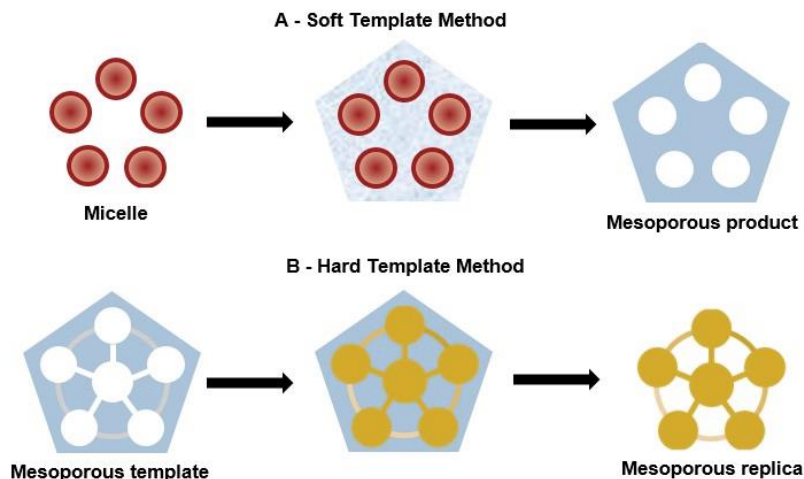 A - Soft Template Method
Micelle
Mesoporous product
B - Hard Template Method
Mesoporous template
Mesoporous replica